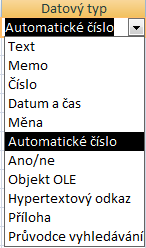 Datový typ
Automatické číslo
Text
Memo
Číslo
Datum a čas
Měna
Automatické číslo
Ano/ne
Objekt OLE
Hypertextový odkaz
Příloha
Průvodce vyhledávání